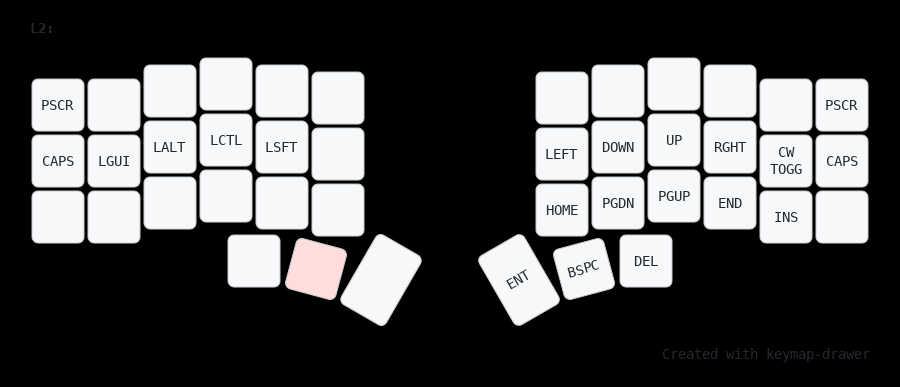 L2:
PSCR
PSCR
LCTL
UP
LALT
LSFT
DOWN
RGHT
CAPS
LGUI
LEFT
CW
TOGG
CAPS
HOME
PGDN
PGUP
END
INS
ENT
BSPC
DEL
Created with keymap-drawer